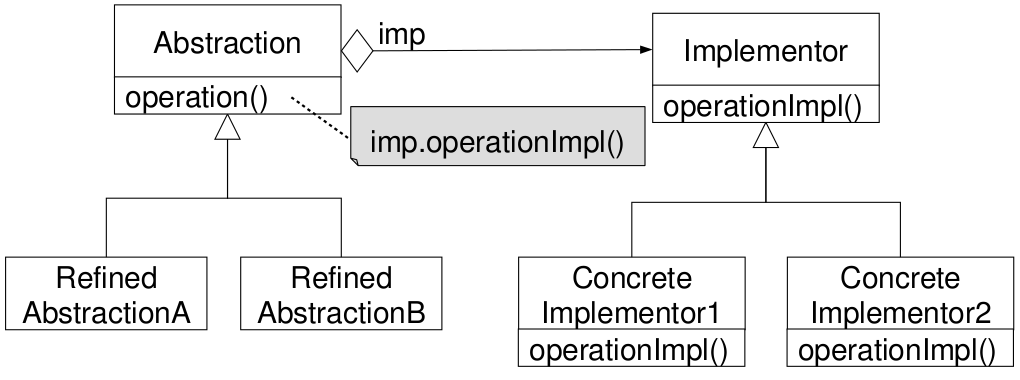 Abstraction
imp
Implementor
operation()
operationImpl()
imp.operationImpl()
Refined
AbstractionA
Refined
AbstractionB
Concrete
Implementor1
operationImpl()
Concrete
Implementor2
operationImpl()